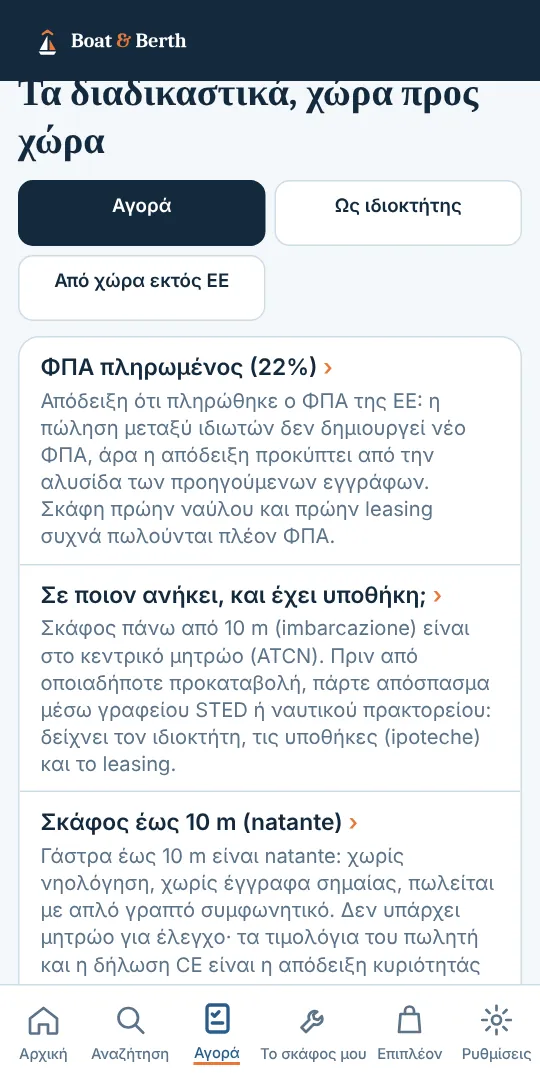 Boat & Berth
Τα διαδικαστικά, χώρα προς
χώρα
Αγορά
Ως ιδιοκτήτης
Από χώρα εκτός ΕΕ
ΦΠΑ πληρωμένος (22%) ›
Απόδειξη ότι πληρώθηκε ο ΦΠΑ της ΕΕ: η
πώληση μεταξύ ιδιωτών δεν δημιουργεί νέο
ΦΠΑ, άρα η απόδειξη προκύπτει από την
αλυσίδα των προηγούμενων εγγράφων.
Σκάφη πρώην ναύλου και πρώην leasing
συχνά πωλούνται πλέον ΦΠΑ.
Σε ποιον ανήκει, και έχει υποθήκη; ›
Σκάφος πάνω από 10 m (imbarcazione) είναι
στο κεντρικό μητρώο (ATCN). Πριν από
οποιαδήποτε προκαταβολή, πάρτε απόσπασμα
μέσω γραφείου STED ή ναυτικού πρακτορείου:
δείχνει τον ιδιοκτήτη, τις υποθήκες (ipoteche)
και το leasing.
Σκάφος έως 10 m (natante) ›
Γάστρα έως 10 m είναι natante: χωρίς
νηολόγηση, χωρίς έγγραφα σημαίας, πωλείται
με απλό γραπτό συμφωνητικό. Δεν υπάρχει
μητρώο για έλεγχο· τα τιμολόγια του πωλητή
και η δήλωση CE είναι η απόδειξη κυριότητάς
Αρχική
Αναζήτηση
Αγορά
Το σκάφος μου
Επιπλέον
Ρυθμίσεις